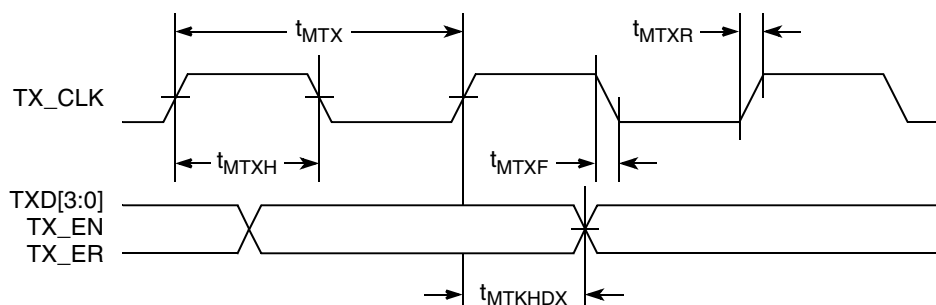 tMTX
tMTXR
TX_CLK
tMTXH
tMTXF
TXD[3:0]
TX_EN
TX_ER
tMTKHDX